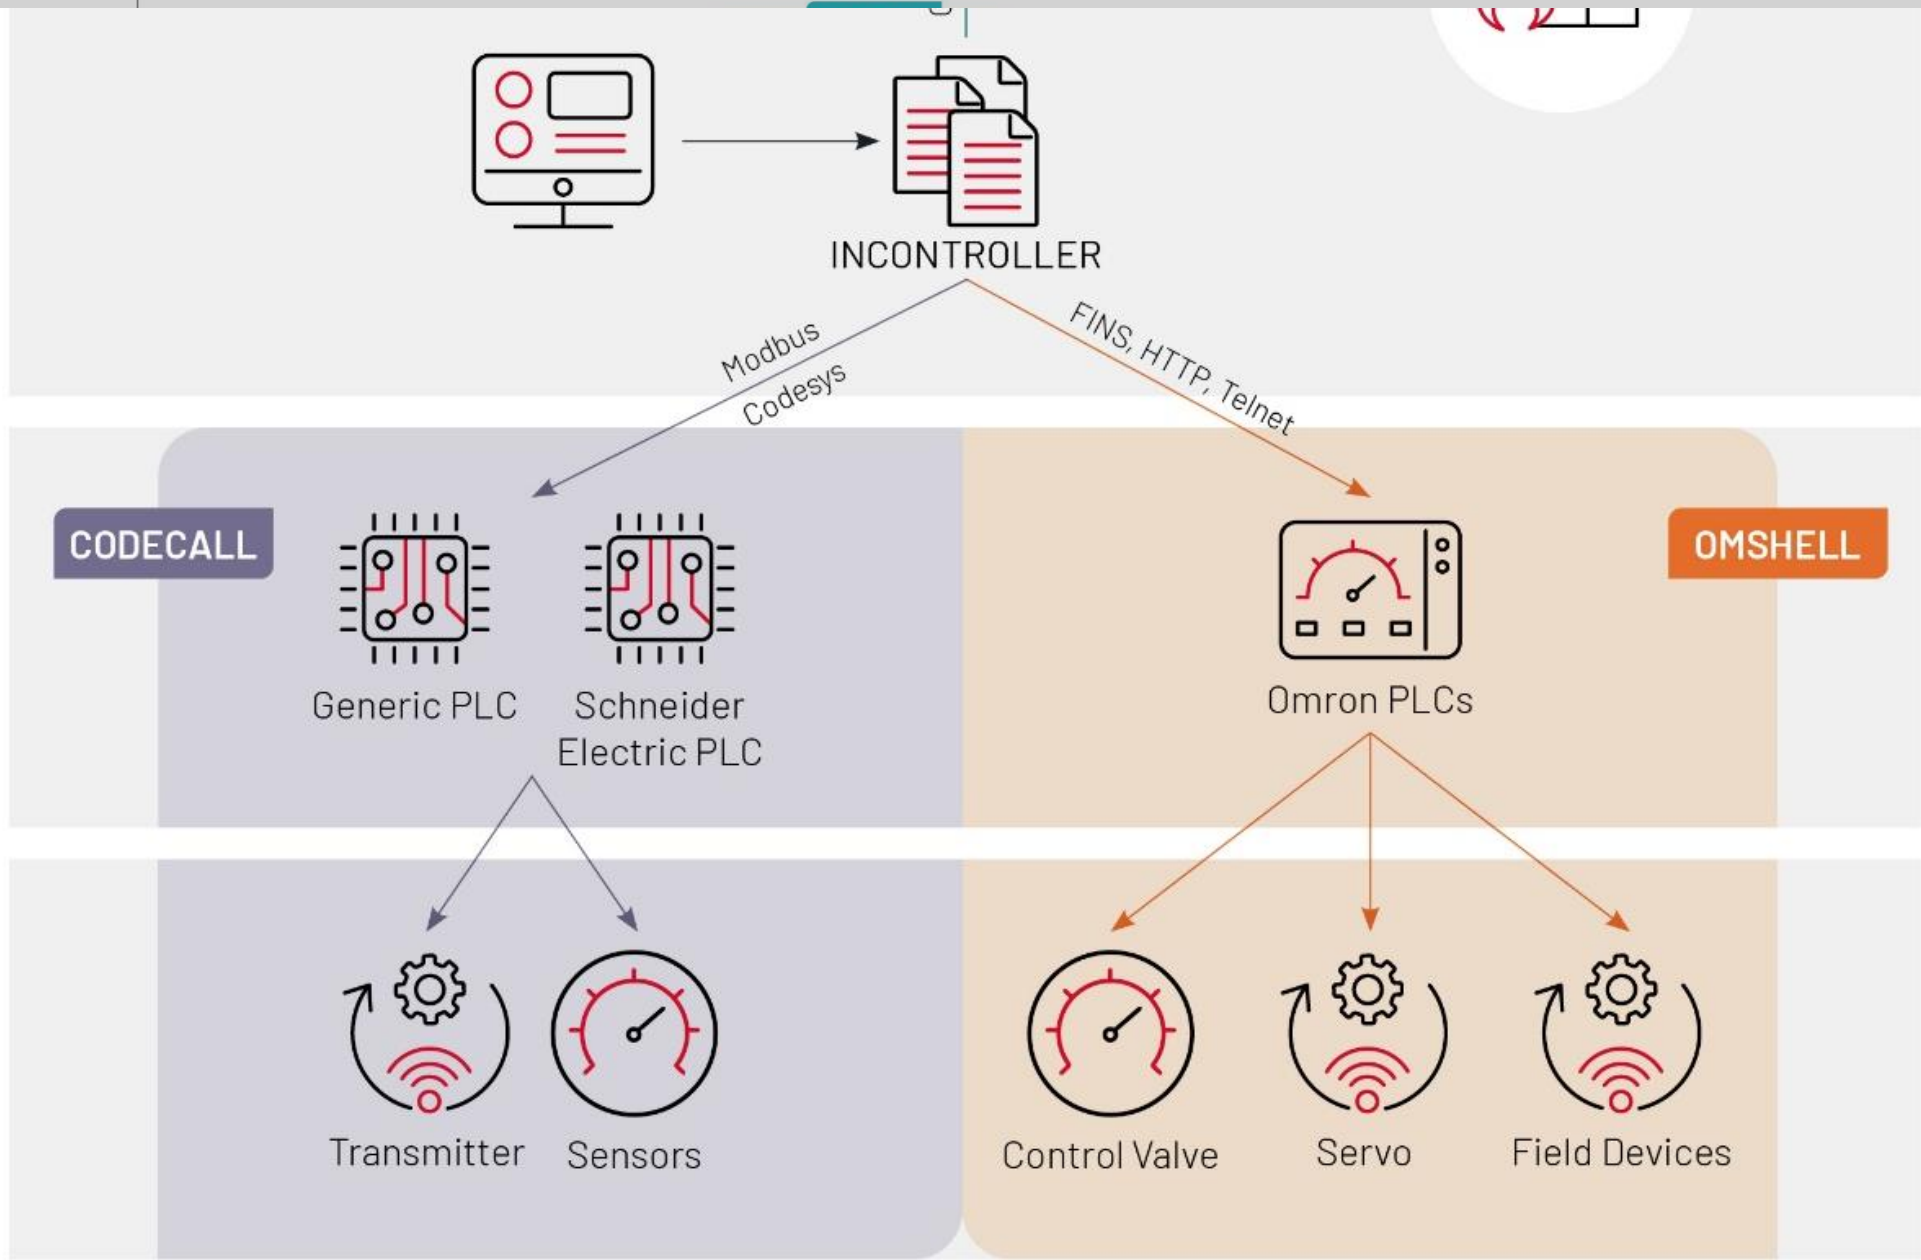 INCONTROLLER
Modbus
Codesys
FINS, HTTP, Telnet
CODECALL
OMSHELL
Generic PLC
Schneider
Electric PLC
Omron PLCs
Transmitter
Sensors
Control Valve
Servo
Field Devices